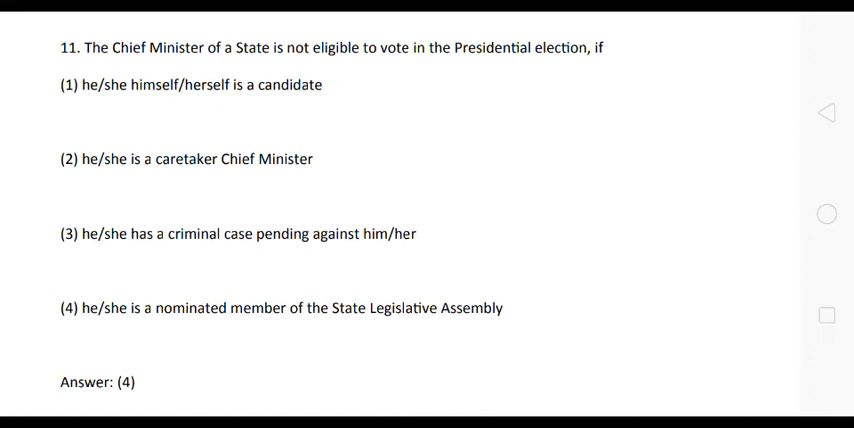 11. The Chief Minister of a State is not eligible to vote in the Presidential election, if
(1) he/she himself/herself is a candidate
(2) he/she is a caretaker Chief Minister
(3) he/she has a criminal case pending against him/her
(4) he/she is a nominated member of the State Legislative Assembly
Answer: (4)